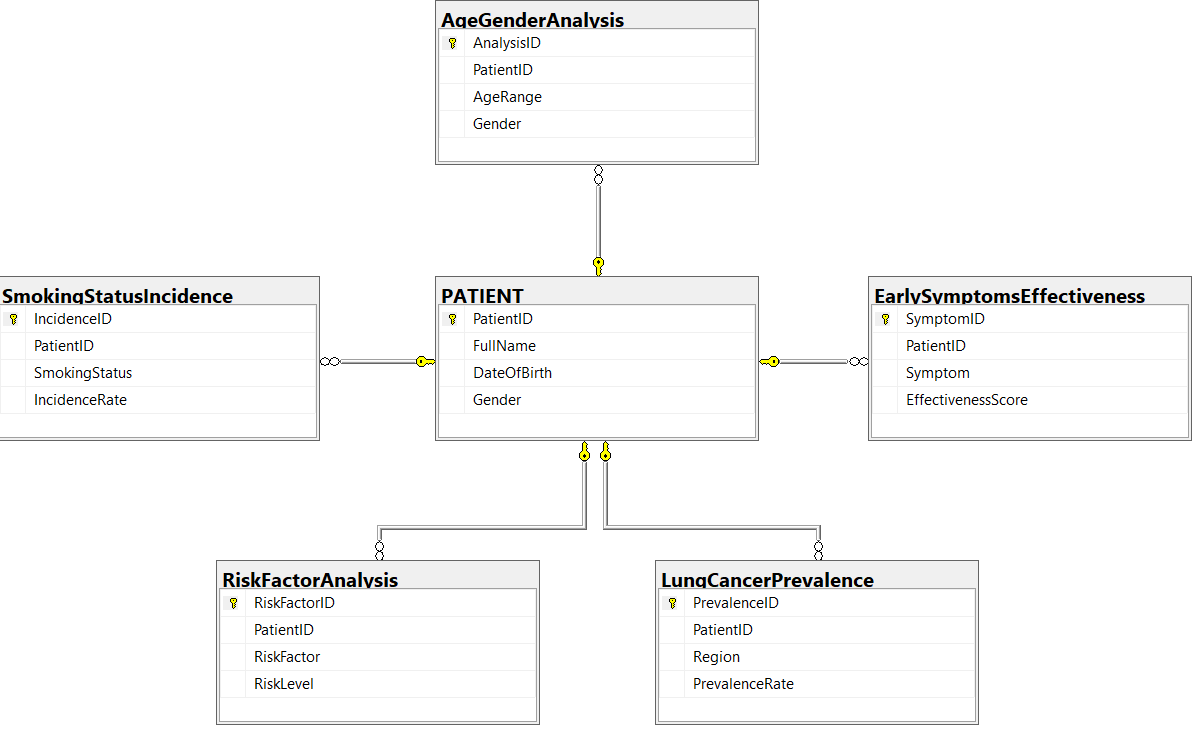 AgeGenderAnalysis
AnalysisID
PatientID
AgeRange
Gender
SmokingStatusIncidence
IncidenceID
PatientID
SmokingStatus
IncidenceRate
PATIENT
PatientID
FullName
DateOfBirth
Gender
EarlySymptomsEffectiveness
SymptomID
PatientID
Symptom
EffectivenessScore
RiskFactorAnalysis
RiskFactorID
PatientID
RiskFactor
RiskLevel
LungCancerPrevalence
PrevalenceID
PatientID
Region
PrevalenceRate